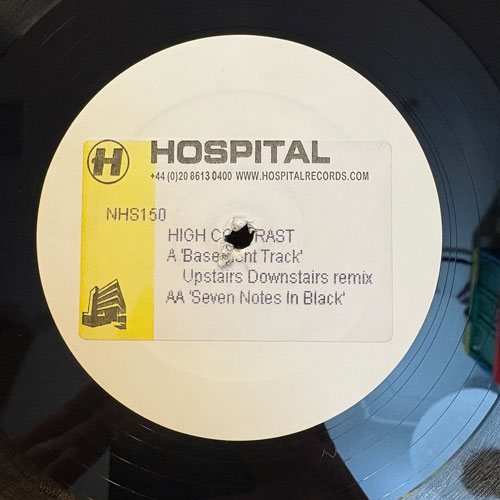 H HOSPITAL
+44 (0)20 8613 0400 WWW.HOSPITALRECORDS.COM
NHS150
HIGH
A 'Basement Track'
Upstairs Downstairs remix
AA 'Seven Notes In Black'